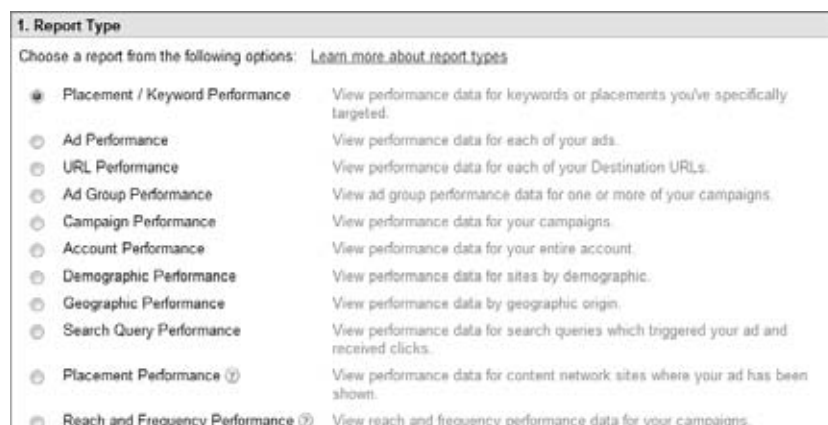 1. Report Type
Choose a report from the following options: Learn more about report types
Placement / Keyword Performance View performance data for keywords or placements you've specifically
targeted.
Ad Performance View performance data for each of your ads.
URL Performance View performance data for each of your Destination URLs.
Ad Group Performance View ad group performance data for one or more of your campaigns.
Campaign Performance View performance data for your campaigns.
Account Performance View performance data for your entire account.
Demographic Performance View performance data for sites by demographic.
Geographic Performance View performance data by geographic origin.
Search Query Performance View performance data for search queries which triggered your ad and
received clicks.
Placement Performance ? View performance data for content network sites where your ad has been
shown.
Reach and Frequency Performance ? View reach and frequency performance data for your campaigns.